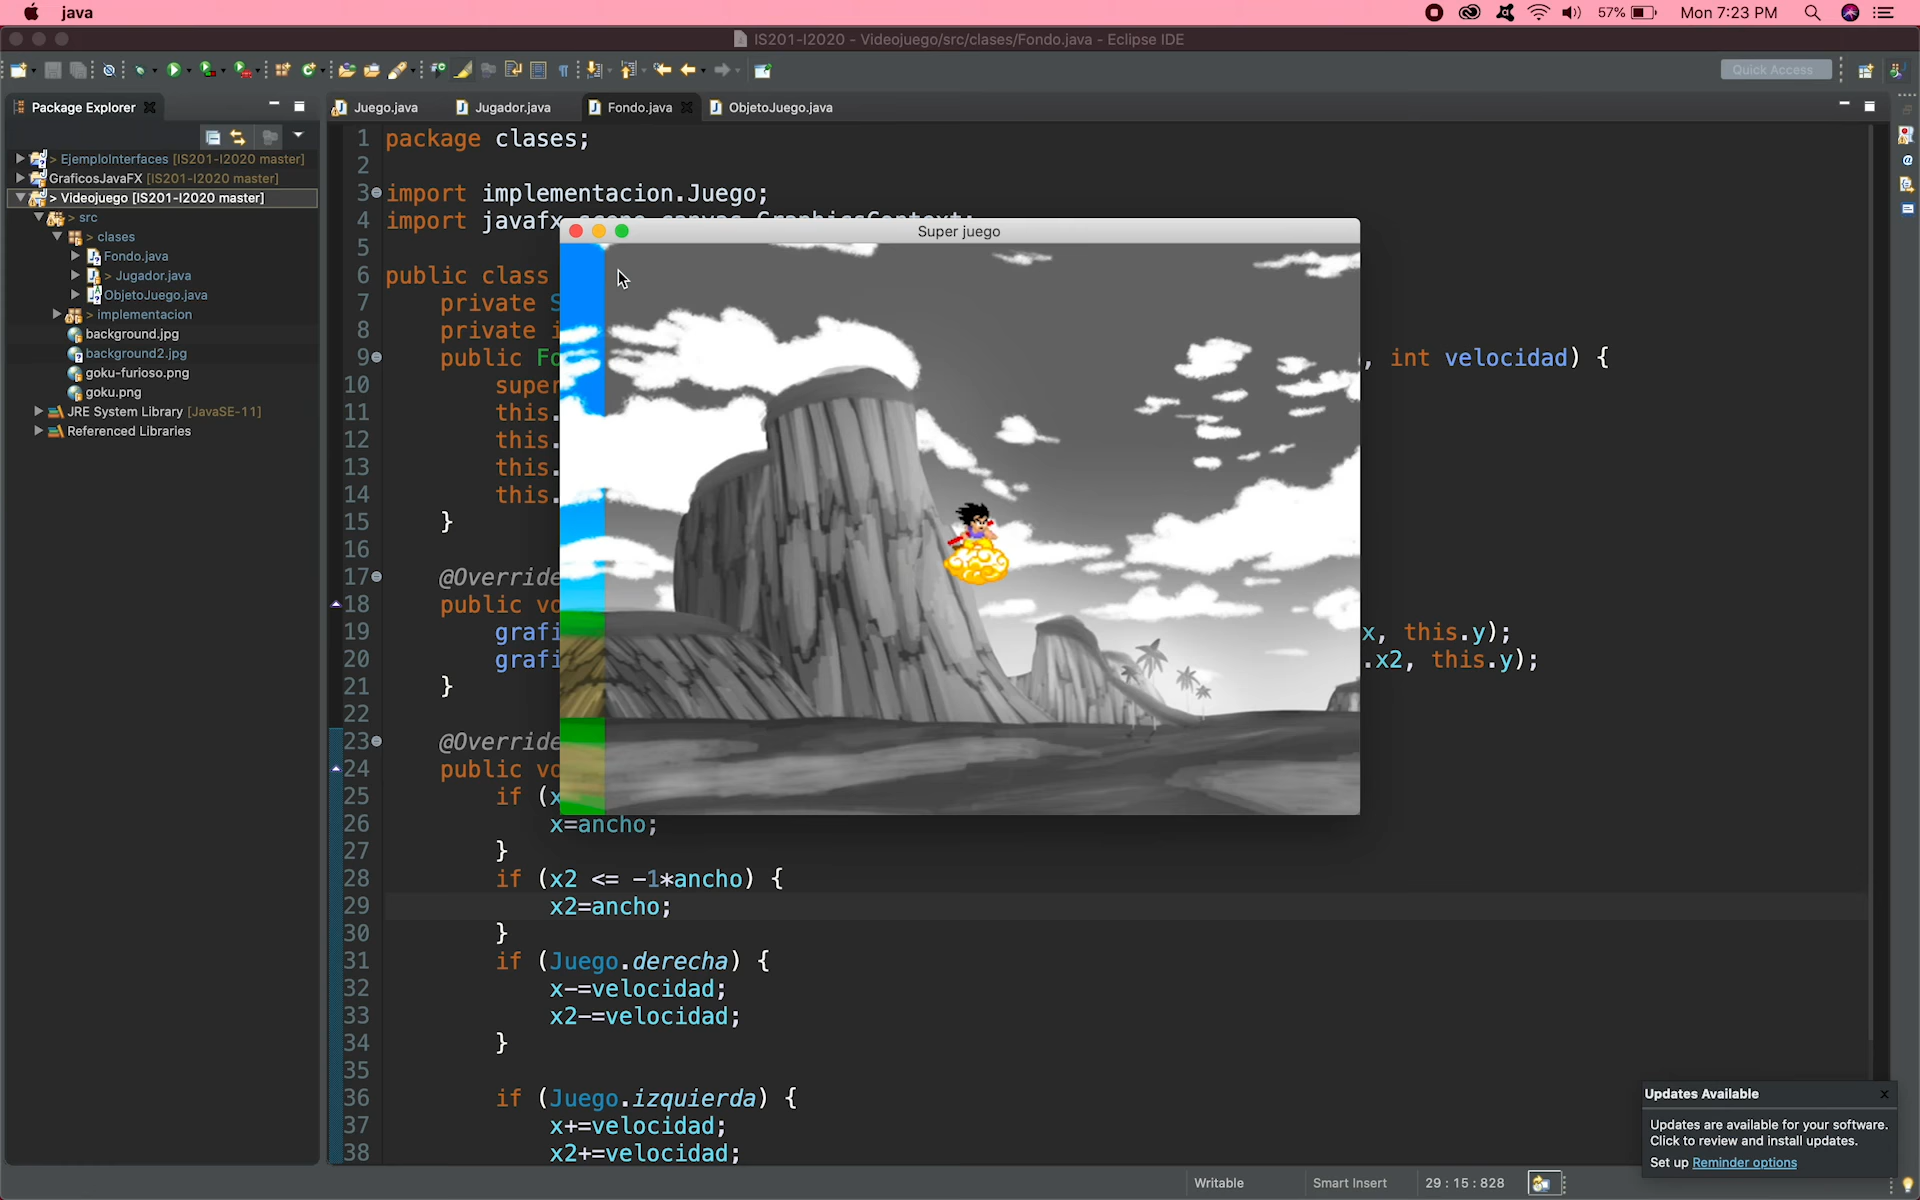 java
57%
Mon 7:23 PM
IS201-I2020 - Videojuego/src/clases/Fondo.java - Eclipse IDE
Quick Access
Package Explorer
Juego.java
Jugador.java
Fondo.java
ObjetoJuego.java
> EjemploInterfaces [IS201-I2020 master]
GraficosJavaFX [IS201-I2020 master]
> Videojuego [IS201-I2020 master]
> src
> clases
Fondo.java
> Jugador.java
ObjetoJuego.java
> implementacion
background.jpg
background2.jpg
goku-furioso.png
goku.png
JRE System Library [JavaSE-11]
Referenced Libraries
1 package clases;
2
3 import implementacion.Juego;
4 import javafx.scene.canvas.GraphicsContext;
5
6 public class
7 private S
8 private i
9 public Fo , int velocidad) {
10 super
11 this.
12 this.
13 this.
14 this.
15 }
16
17 @Override
18 public vo
19 grafi x, this.y);
20 grafi .x2, this.y);
21 }
22
23 @Override
24 public vo
25 if (x
26 x=ancho;
27 }
28 if (x2 <= -1*ancho) {
29 x2=ancho;
30 }
31 if (Juego.derecha) {
32 x-=velocidad;
33 x2-=velocidad;
34 }
35
36 if (Juego.izquierda) {
37 x+=velocidad;
38 x2+=velocidad;
Super juego
Updates Available
Updates are available for your software.
Click to review and install updates.
Set up Reminder options
Writable
Smart Insert
29 : 15 : 828